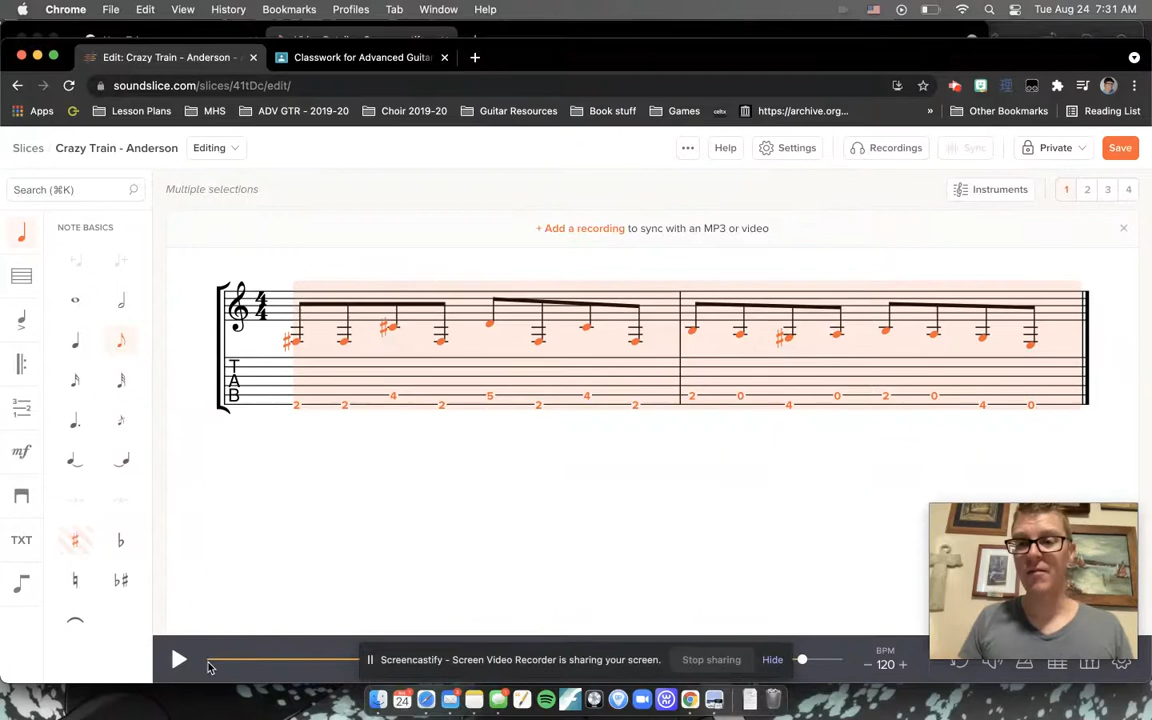 Chrome File Edit View History Bookmarks Profiles Tab Window Help Tue Aug 24 7:31 AM
Edit: Crazy Train - Anderson - Classwork for Advanced Guita
soundslice.com/slices/41tDc/edit/
Apps Lesson Plans MHS ADV GTR - 2019-20 Choir 2019-20 Guitar Resources Book stuff Games celtx https://archive.org... » Other Bookmarks Reading List
Slices Crazy Train - Anderson Editing Help Settings Recordings Sync Private Save
Search (⌘K) Multiple selections Instruments 1 2 3 4
NOTE BASICS
+ Add a recording to sync with an MP3 or video
4
4
T
A
B
4 5 4 2 0 0 2 0
2 2 2 2 2 4 4 0
mf
TXT
BPM
Screencastify - Screen Video Recorder is sharing your screen. Stop sharing Hide
− 120 +